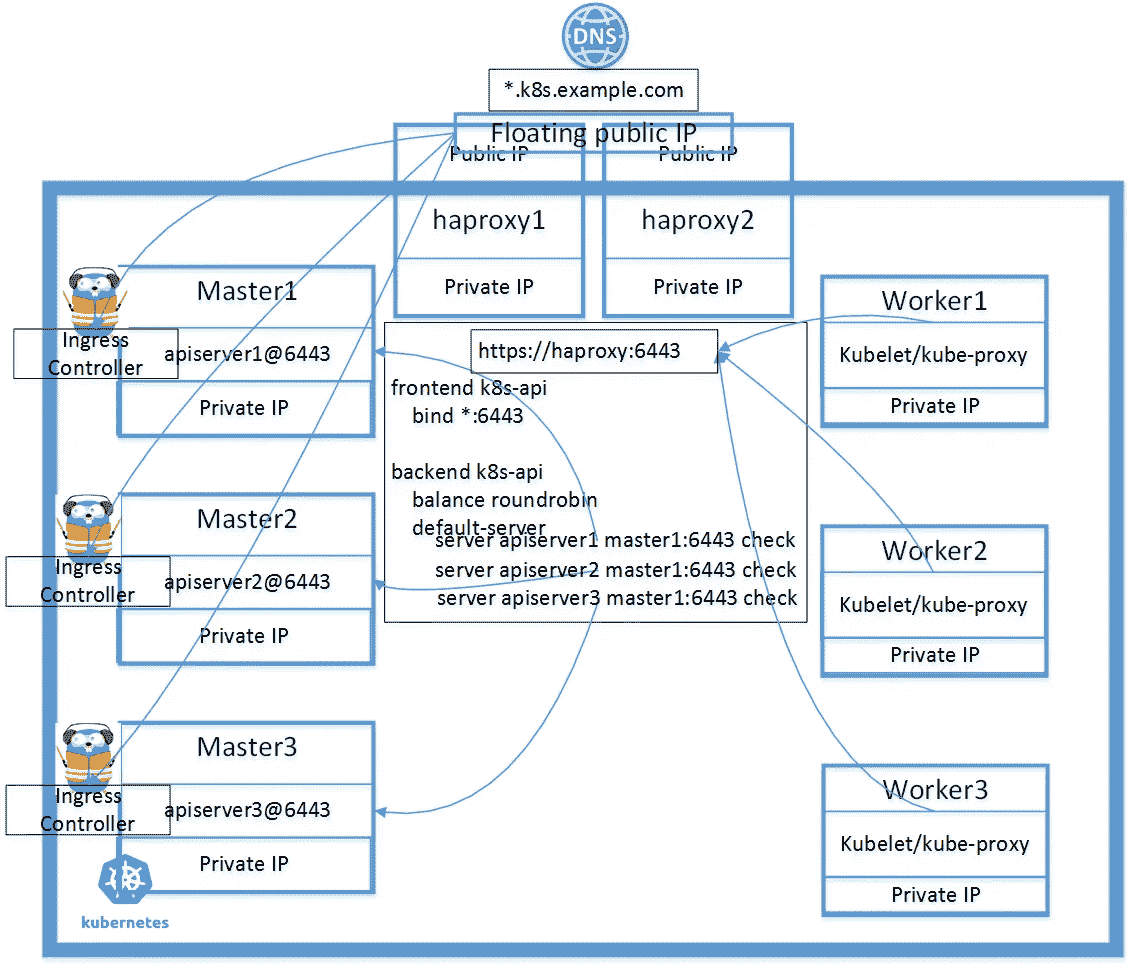 DNS
*.k8s.example.com
Floating public IP
Public IP
Public IP
haproxy1
haproxy2
Private IP
Private IP
Master1
Ingress
Controller
apiserver1@6443
Private IP
https://haproxy:6443
frontend k8s-api
bind *:6443
backend k8s-api
balance roundrobin
default-server
server apiserver1 master1:6443 check
server apiserver2 master1:6443 check
server apiserver3 master1:6443 check
Worker1
Kubelet/kube-proxy
Private IP
Master2
Ingress
Controller
apiserver2@6443
Private IP
Worker2
Kubelet/kube-proxy
Private IP
Master3
Ingress
Controller
apiserver3@6443
Private IP
kubernetes
Worker3
Kubelet/kube-proxy
Private IP